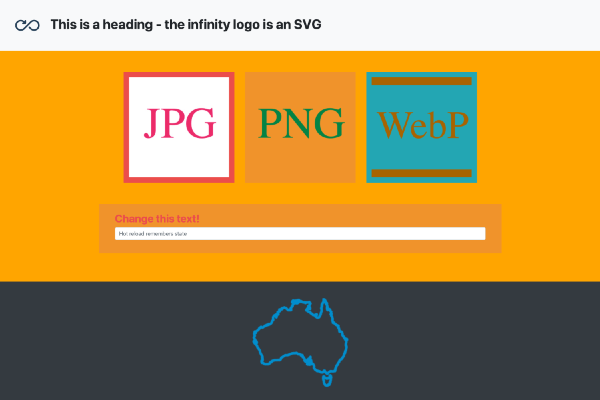 This is a heading - the infinity logo is an SVG
JPG
PNG
WebP
Change this text!
Hot reload remembers state